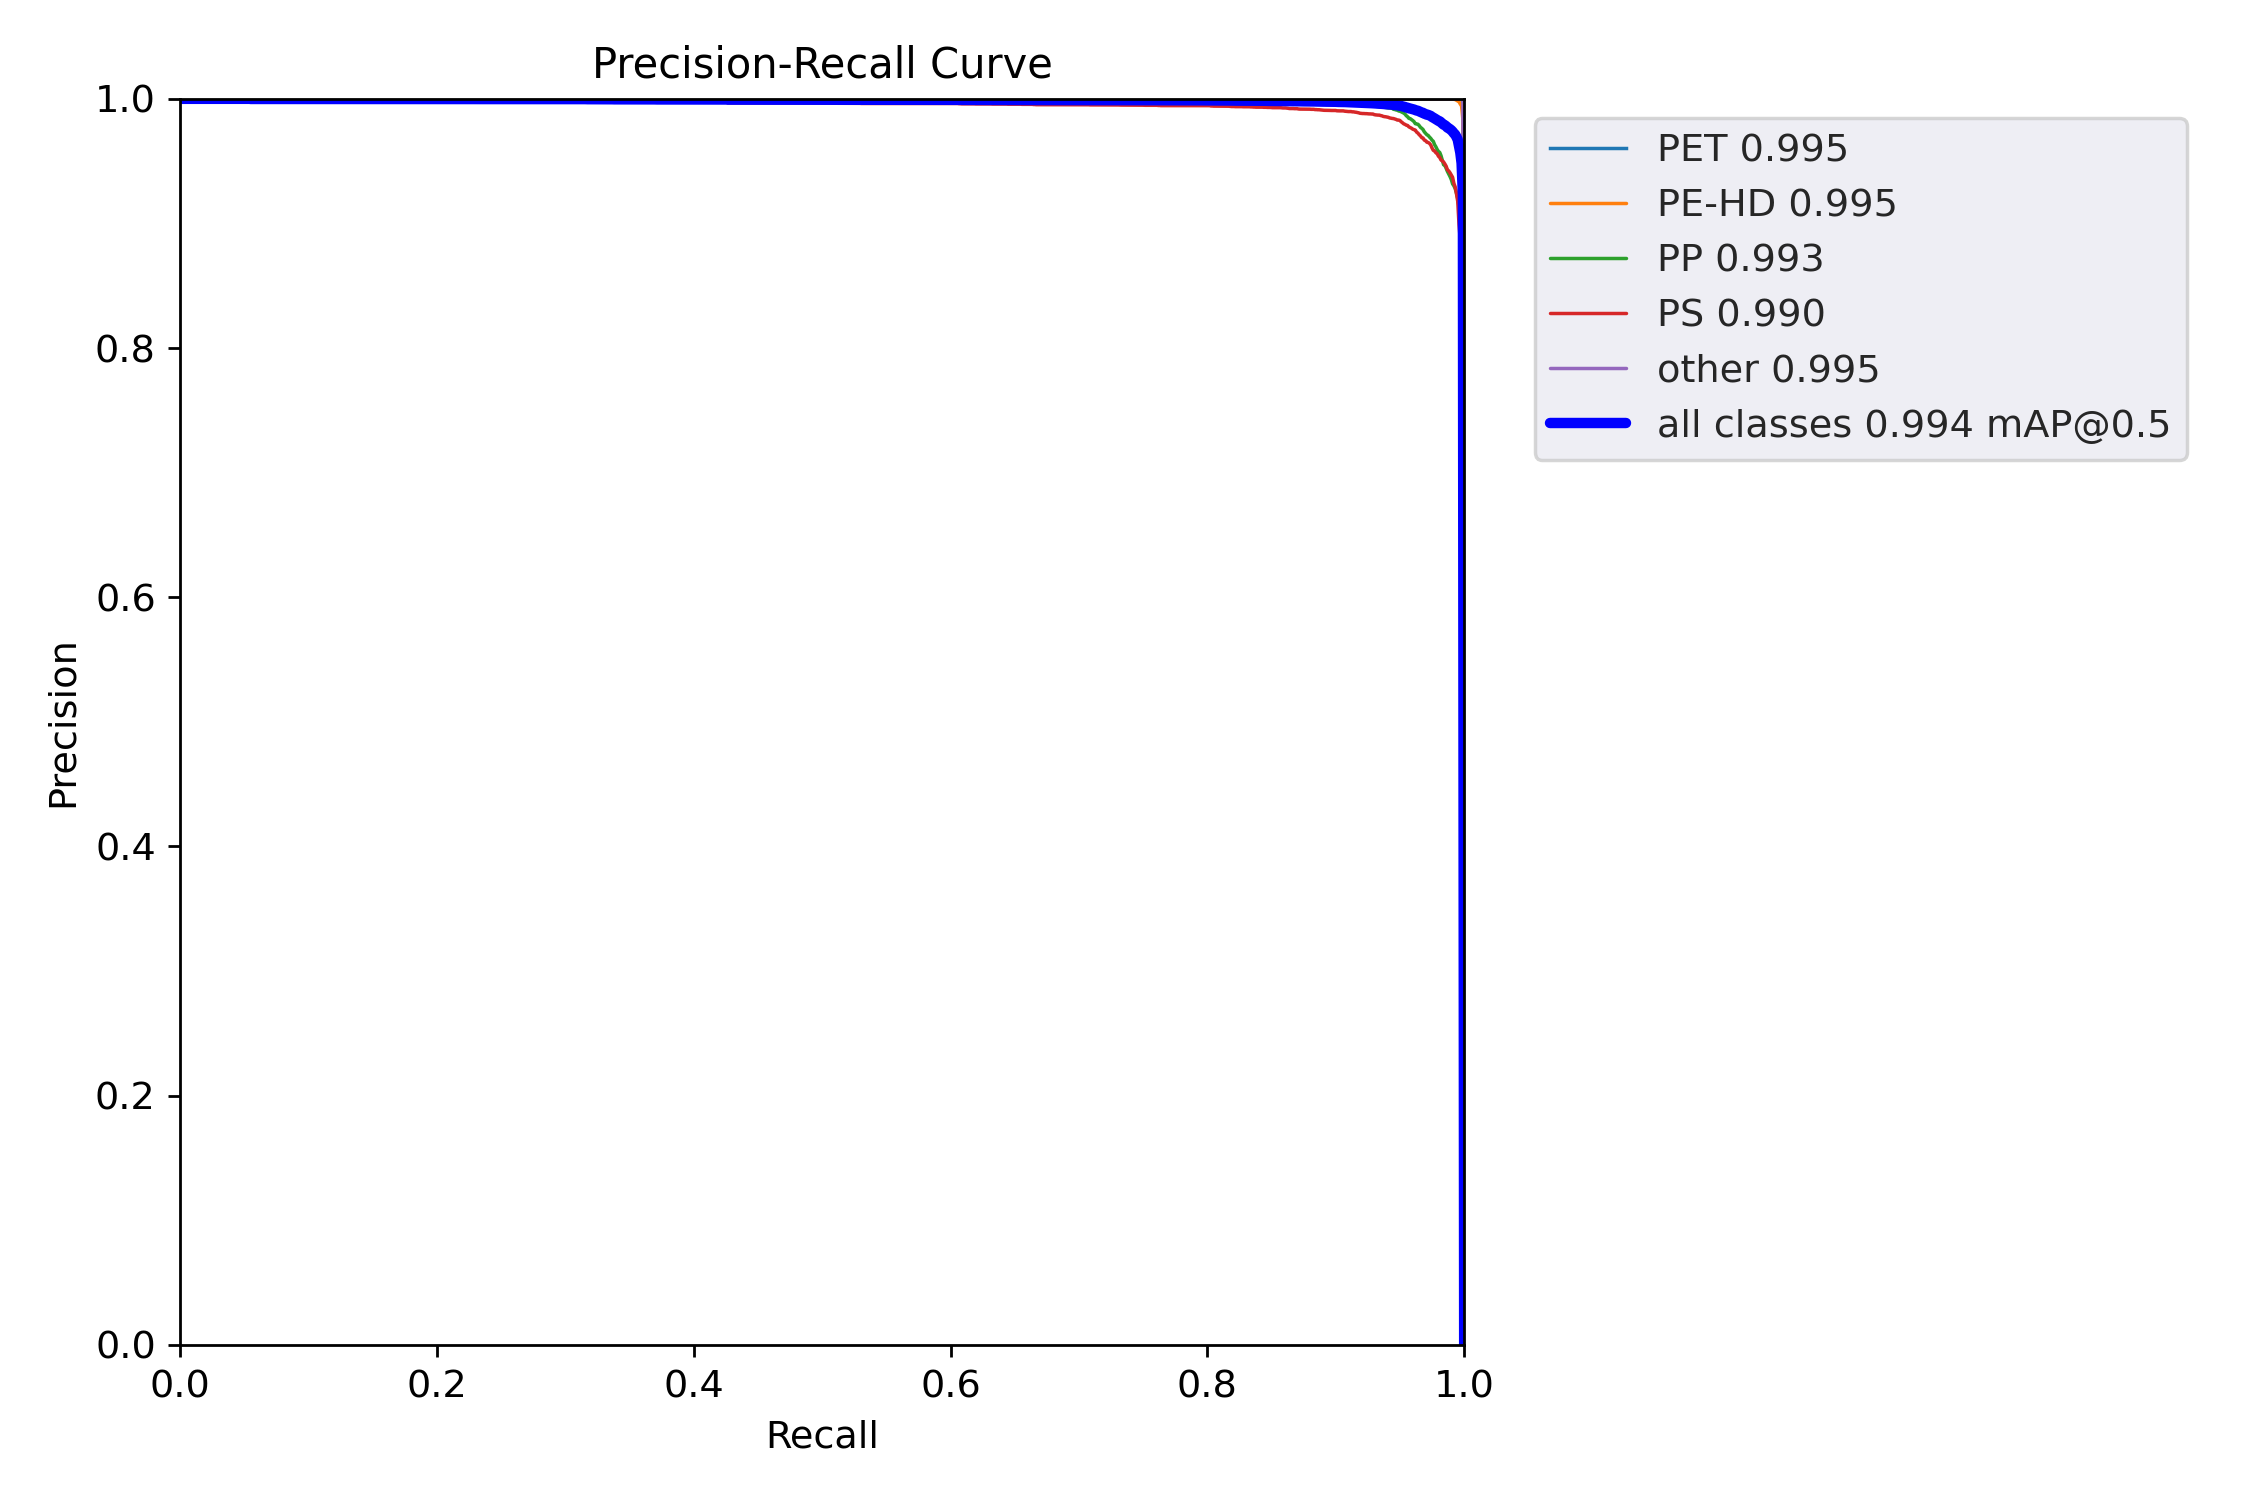 Precision-Recall Curve
1.0
0.8
0.6
0.4
0.2
0.0
Precision
0.0 0.2 0.4 0.6 0.8 1.0
Recall
PET 0.995
PE-HD 0.995
PP 0.993
PS 0.990
other 0.995
all classes 0.994 mAP@0.5